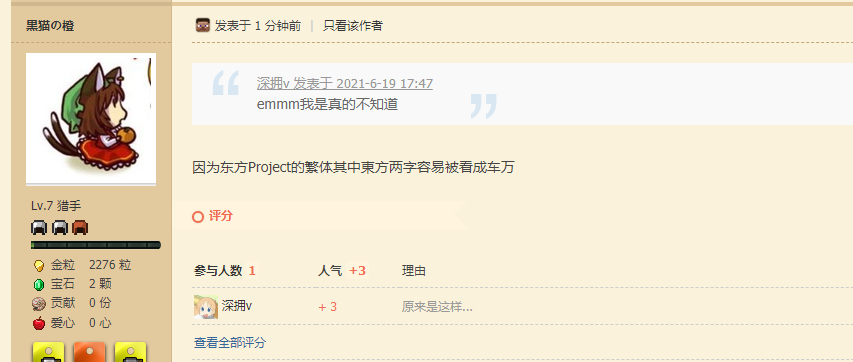 黒猫の橙
发表于 1 分钟前 | 只看该作者
深拥v 发表于 2021-6-19 17:47
emmm我是真的不知道
因为东方Project的繁体其中東方两字容易被看成车万
Lv.7 猎手
评分
金粒 2276 粒
宝石 2 颗
贡献 0 份
爱心 0 心
参与人数 1 人气 +3 理由
深拥v + 3 原来是这样...
查看全部评分